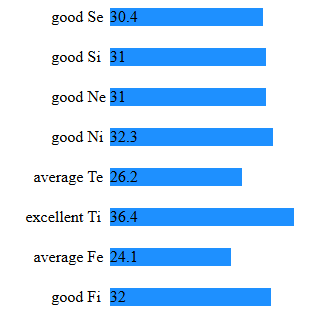 good Se 30.4
good Si 31
good Ne 31
good Ni 32.3
average Te 26.2
excellent Ti 36.4
average Fe 24.1
good Fi 32